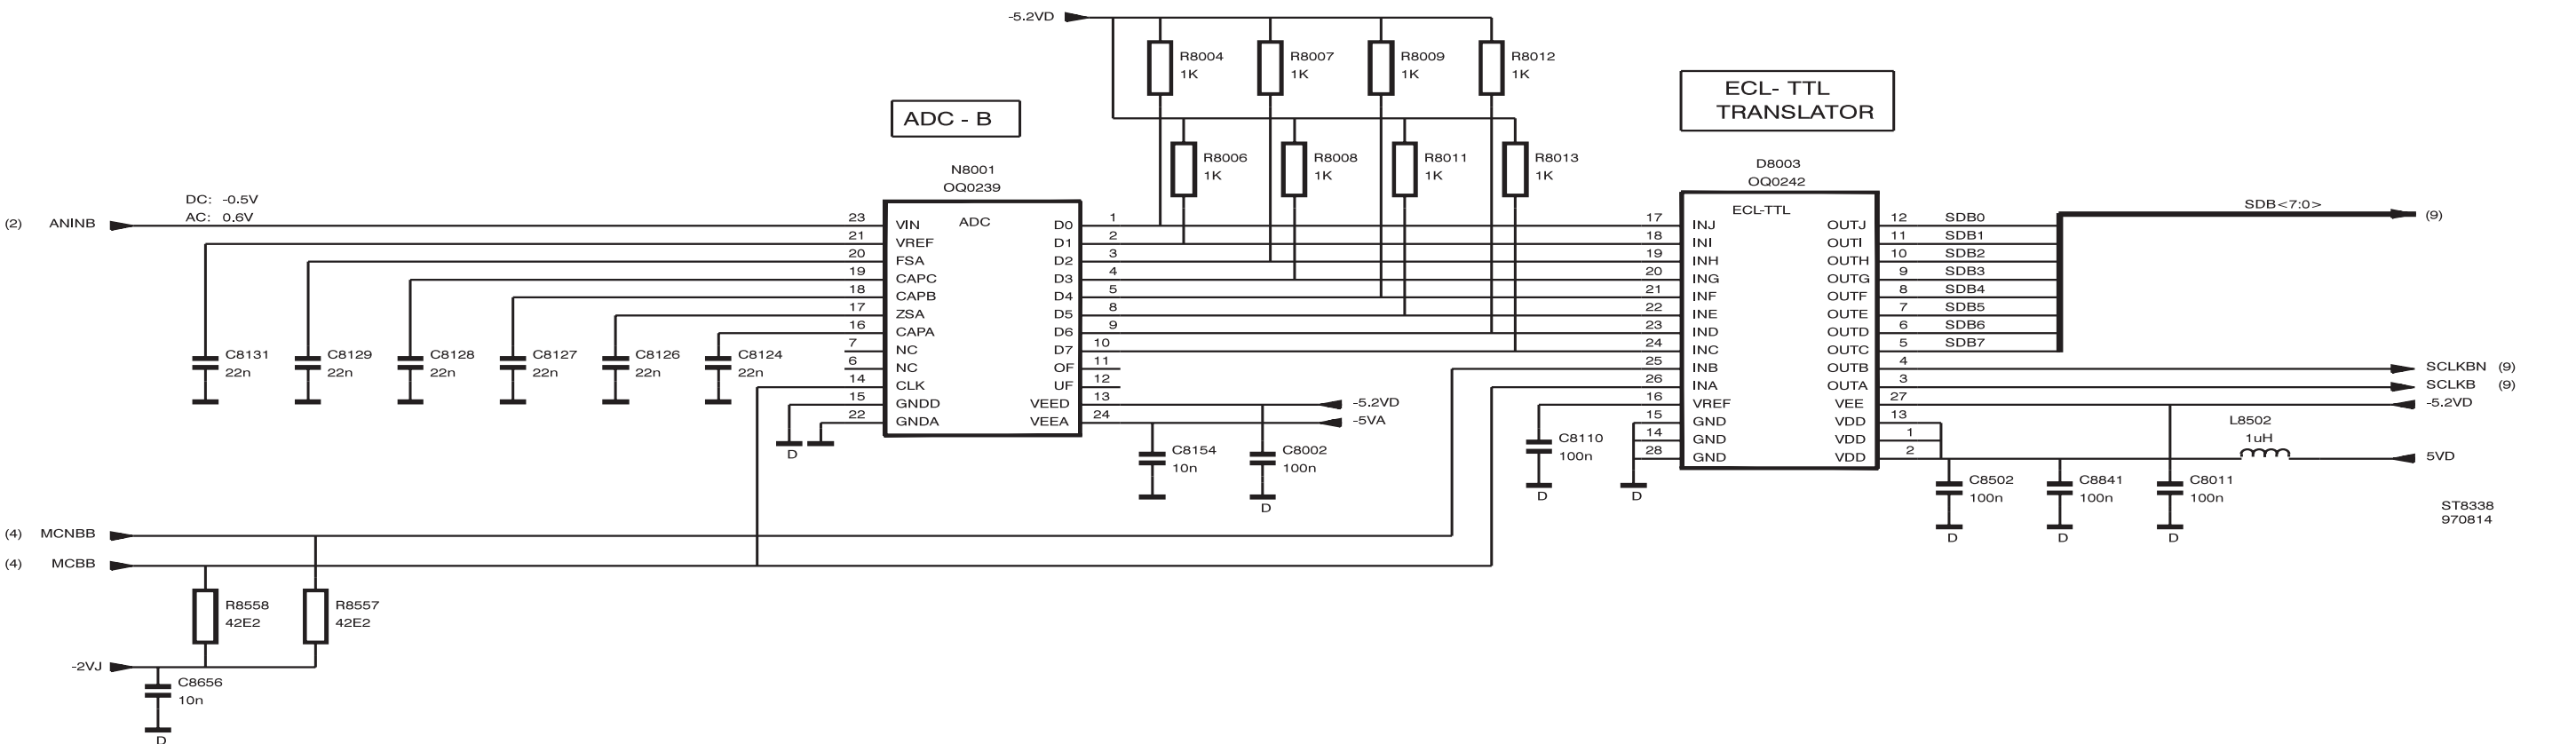 -5.2VD
R8004
1K
R8007
1K
R8009
1K
R8012
1K
R8006
1K
R8008
1K
R8011
1K
R8013
1K
ADC - B
ECL- TTL
TRANSLATOR
N8001
OQ0239
D8003
OQ0242
DC: -0.5V
AC: 0.6V
(2) ANINB
23 VIN ADC D0 1
21 VREF D1 2
20 FSA D2 3
19 CAPC D3 4
18 CAPB D4 5
17 ZSA D5 8
16 CAPA D6 9
7 NC D7 10
6 NC OF 11
14 CLK UF 12
15 GNDD VEED 13 -5.2VD
22 GNDA VEEA 24 -5VA
ECL-TTL
17 INJ OUTJ 12 SDB0
18 INI OUTI 11 SDB1
19 INH OUTH 10 SDB2
20 ING OUTG 9 SDB3
21 INF OUTF 8 SDB4
22 INE OUTE 7 SDB5
23 IND OUTD 6 SDB6
24 INC OUTC 5 SDB7
25 INB OUTB 4 SCLKBN (9)
26 INA OUTA 3 SCLKB (9)
16 VREF VEE 27 -5.2VD
15 GND VDD 13
14 GND VDD 1
28 GND VDD 2 5VD
SDB<7:0> (9)
L8502
1uH
C8131
22n
C8129
22n
C8128
22n
C8127
22n
C8126
22n
C8124
22n
D
C8154
10n
C8002
100n
D
C8110
100n
D
D
C8502
100n
D
C8841
100n
D
C8011
100n
D
ST8338
970814
(4) MCNBB
(4) MCBB
R8558
42E2
R8557
42E2
-2VJ
C8656
10n
D